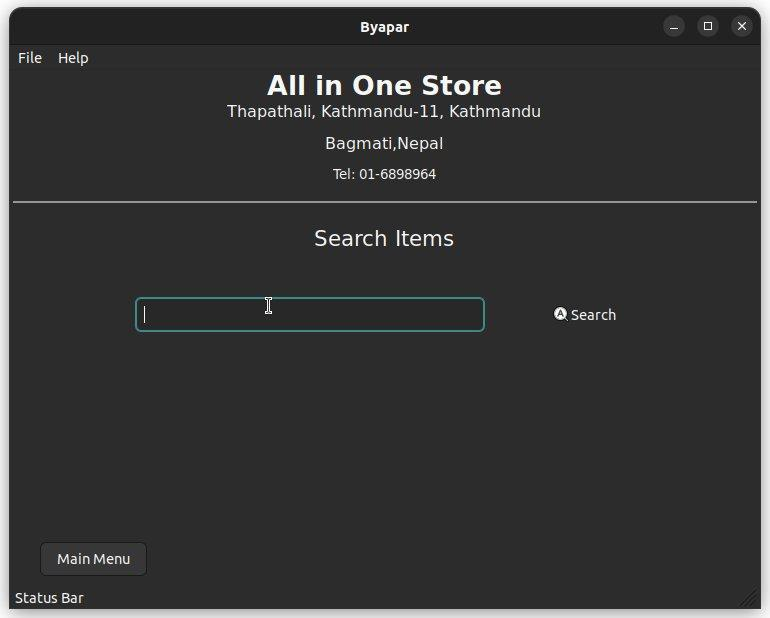 Byapar
File Help
All in One Store
Thapathali, Kathmandu-11, Kathmandu
Bagmati,Nepal
Tel: 01-6898964
Search Items
Search
Main Menu
Status Bar